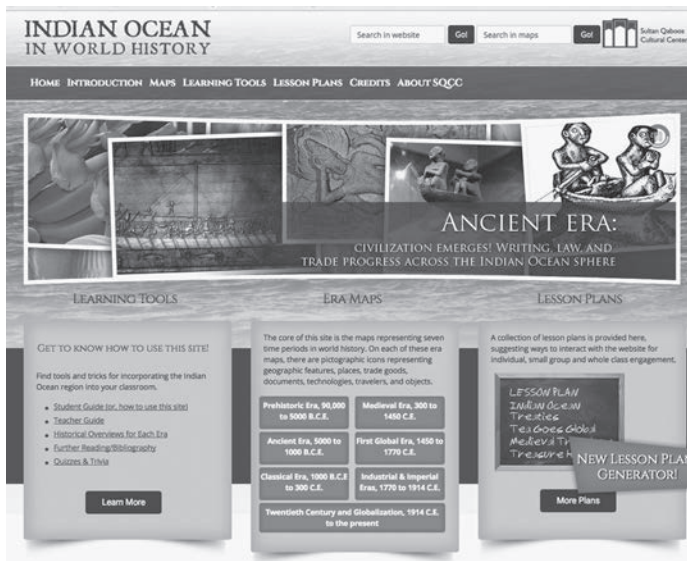 INDIAN OCEAN
IN WORLD HISTORY
Search in website Go! Search in maps Go!
Sultan Qaboos
Cultural Center
HOME INTRODUCTION MAPS LEARNING TOOLS LESSON PLANS CREDITS ABOUT SQCC
ANCIENT ERA:
CIVILIZATION EMERGES! WRITING, LAW, AND
TRADE PROGRESS ACROSS THE INDIAN OCEAN SPHERE
LEARNING TOOLS
GET TO KNOW HOW TO USE THIS SITE!
Find tools and tricks for incorporating the Indian
Ocean region into your classroom.
• Student Guide (or, how to use this site)
• Teacher Guide
• Historical Overviews for Each Era
• Further Reading/Bibliography
• Quizzes & Trivia
Learn More
ERA MAPS
The core of this site is the maps representing seven
time periods in world history. On each of these era
maps, there are pictographic icons representing
geographic features, places, trade goods,
documents, technologies, travelers, and objects.
Prehistoric Era, 90,000
to 5000 B.C.E.
Medieval Era, 300 to
1450 C.E.
Ancient Era, 5000 to
1000 B.C.E.
First Global Era, 1450 to
1770 C.E.
Classical Era, 1000 B.C.E
to 300 C.E.
Industrial & Imperial
Eras, 1770 to 1914 C.E.
Twentieth Century and Globalization, 1914 C.E.
to the present
LESSON PLANS
A collection of lesson plans is provided here,
suggesting ways to interact with the website for
individual, small group and whole class engagement.
LESSON PLAN
Indian Ocean
Treaties
Tea Goes Global
Medieval
Treasure
NEW LESSON PLAN
GENERATOR!
More Plans